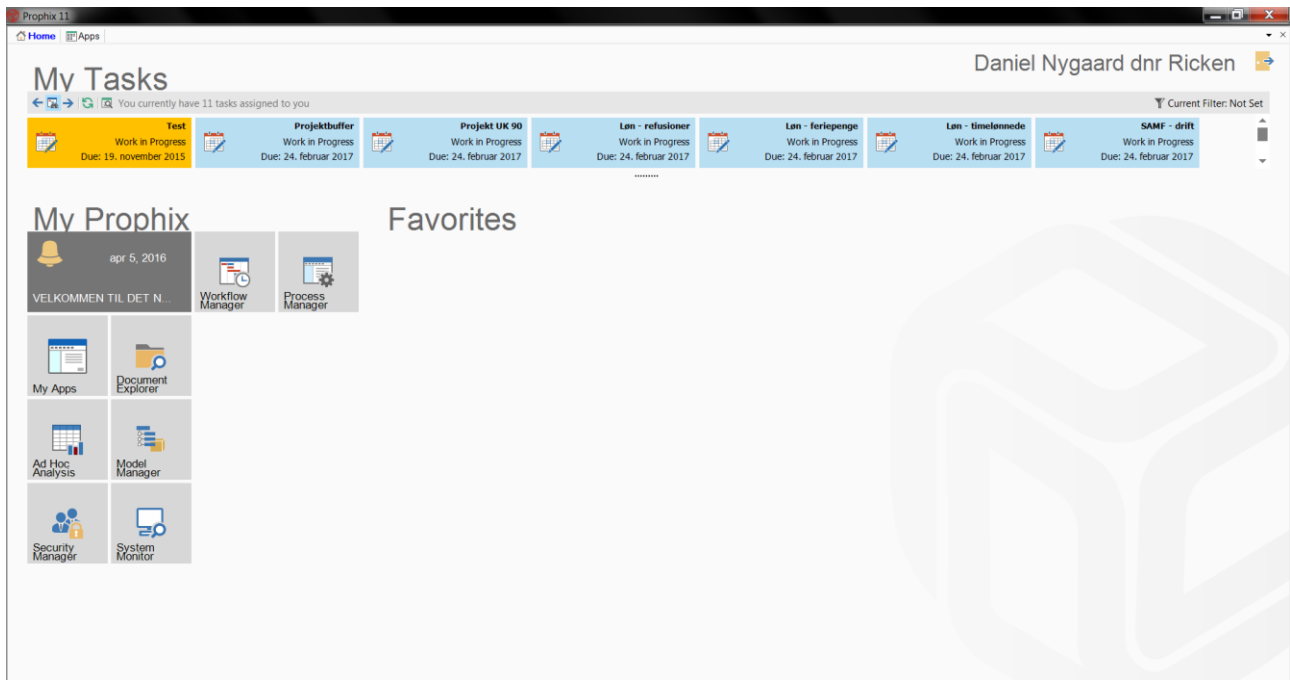 Prophix 11
Home Apps
Daniel Nygaard dnr Ricken
My Tasks
You currently have 11 tasks assigned to you
Current Filter: Not Set
Test
Work in Progress
Due: 19. november 2015
Projektbuffer
Work in Progress
Due: 24. februar 2017
Projekt UK 90
Work in Progress
Due: 24. februar 2017
Løn - refusioner
Work in Progress
Due: 24. februar 2017
Løn - feriepenge
Work in Progress
Due: 24. februar 2017
Løn - timelønnede
Work in Progress
Due: 24. februar 2017
SAMF - drift
Work in Progress
Due: 24. februar 2017
My Prophix
Favorites
apr 5, 2016
VELKOMMEN TIL DET N...
Workflow
Manager
Process
Manager
My Apps
Document
Explorer
Ad Hoc
Analysis
Model
Manager
Security
Manager
System
Monitor